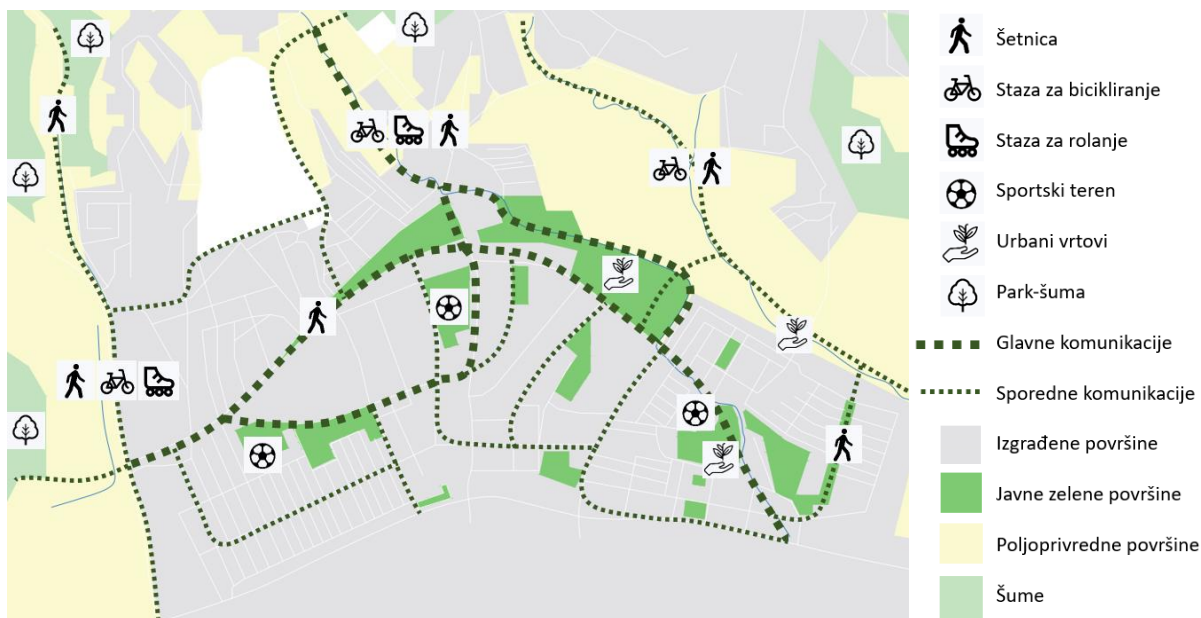 Šetnica
Staza za bicikliranje
Staza za rolanje
Sportski teren
Urbani vrtovi
Park-šuma
Glavne komunikacije
Sporedne komunikacije
Izgrađene površine
Javne zelene površine
Poljoprivredne površine
Šume